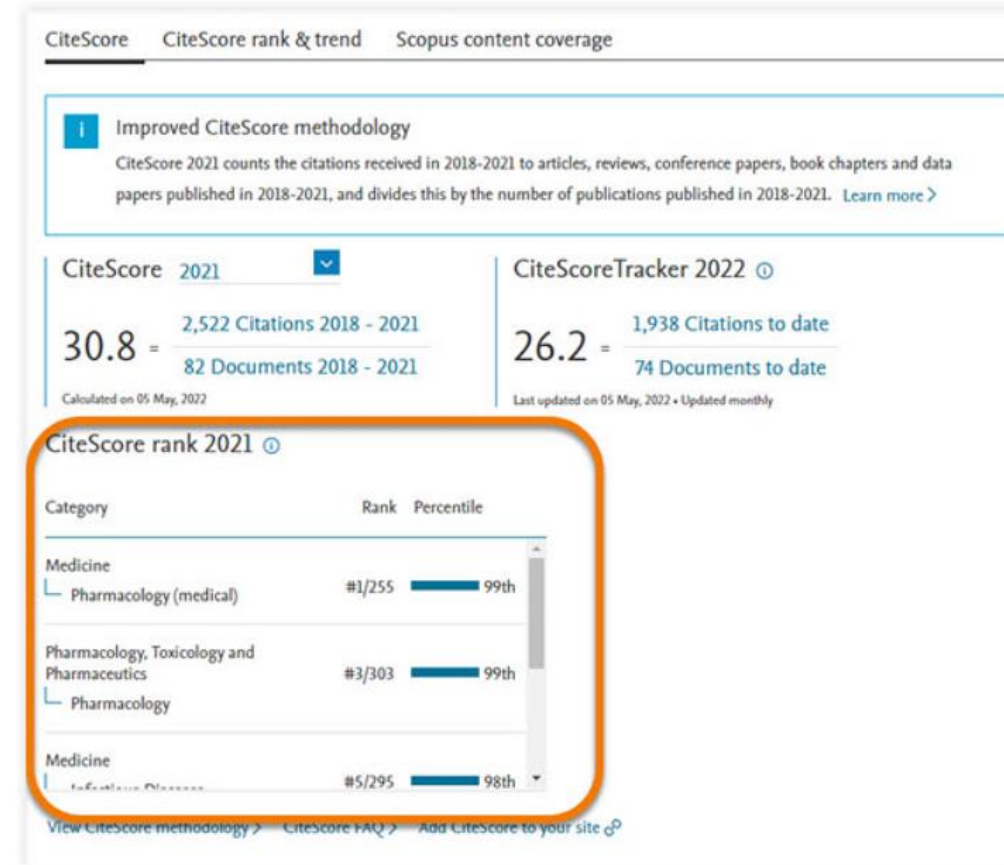 CiteScore CiteScore rank & trend Scopus content coverage
i Improved CiteScore methodology
CiteScore 2021 counts the citations received in 2018-2021 to articles, reviews, conference papers, book chapters and data
papers published in 2018-2021, and divides this by the number of publications published in 2018-2021. Learn more >
CiteScore 2021
30.8 =
2,522 Citations 2018 - 2021
82 Documents 2018 - 2021
Calculated on 05 May, 2022
CiteScoreTracker 2022
26.2 =
1,938 Citations to date
74 Documents to date
Last updated on 05 May, 2022 • Updated monthly
CiteScore rank 2021
Category Rank Percentile
Medicine
Pharmacology (medical) #1/255 99th
Pharmacology, Toxicology and
Pharmaceutics #3/303 99th
Pharmacology
Medicine
Infectious Diseases #5/295 98th
View CiteScore methodology > CiteScore FAQ > Add CiteScore to your site